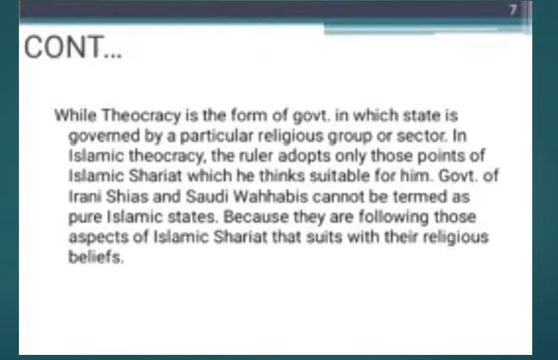 7
CONT...
While Theocracy is the form of govt. in which state is
governed by a particular religious group or sector. In
Islamic theocracy, the ruler adopts only those points of
Islamic Shariat which he thinks suitable for him. Govt. of
Irani Shias and Saudi Wahhabis cannot be termed as
pure Islamic states. Because they are following those
aspects of Islamic Shariat that suits with their religious
beliefs.